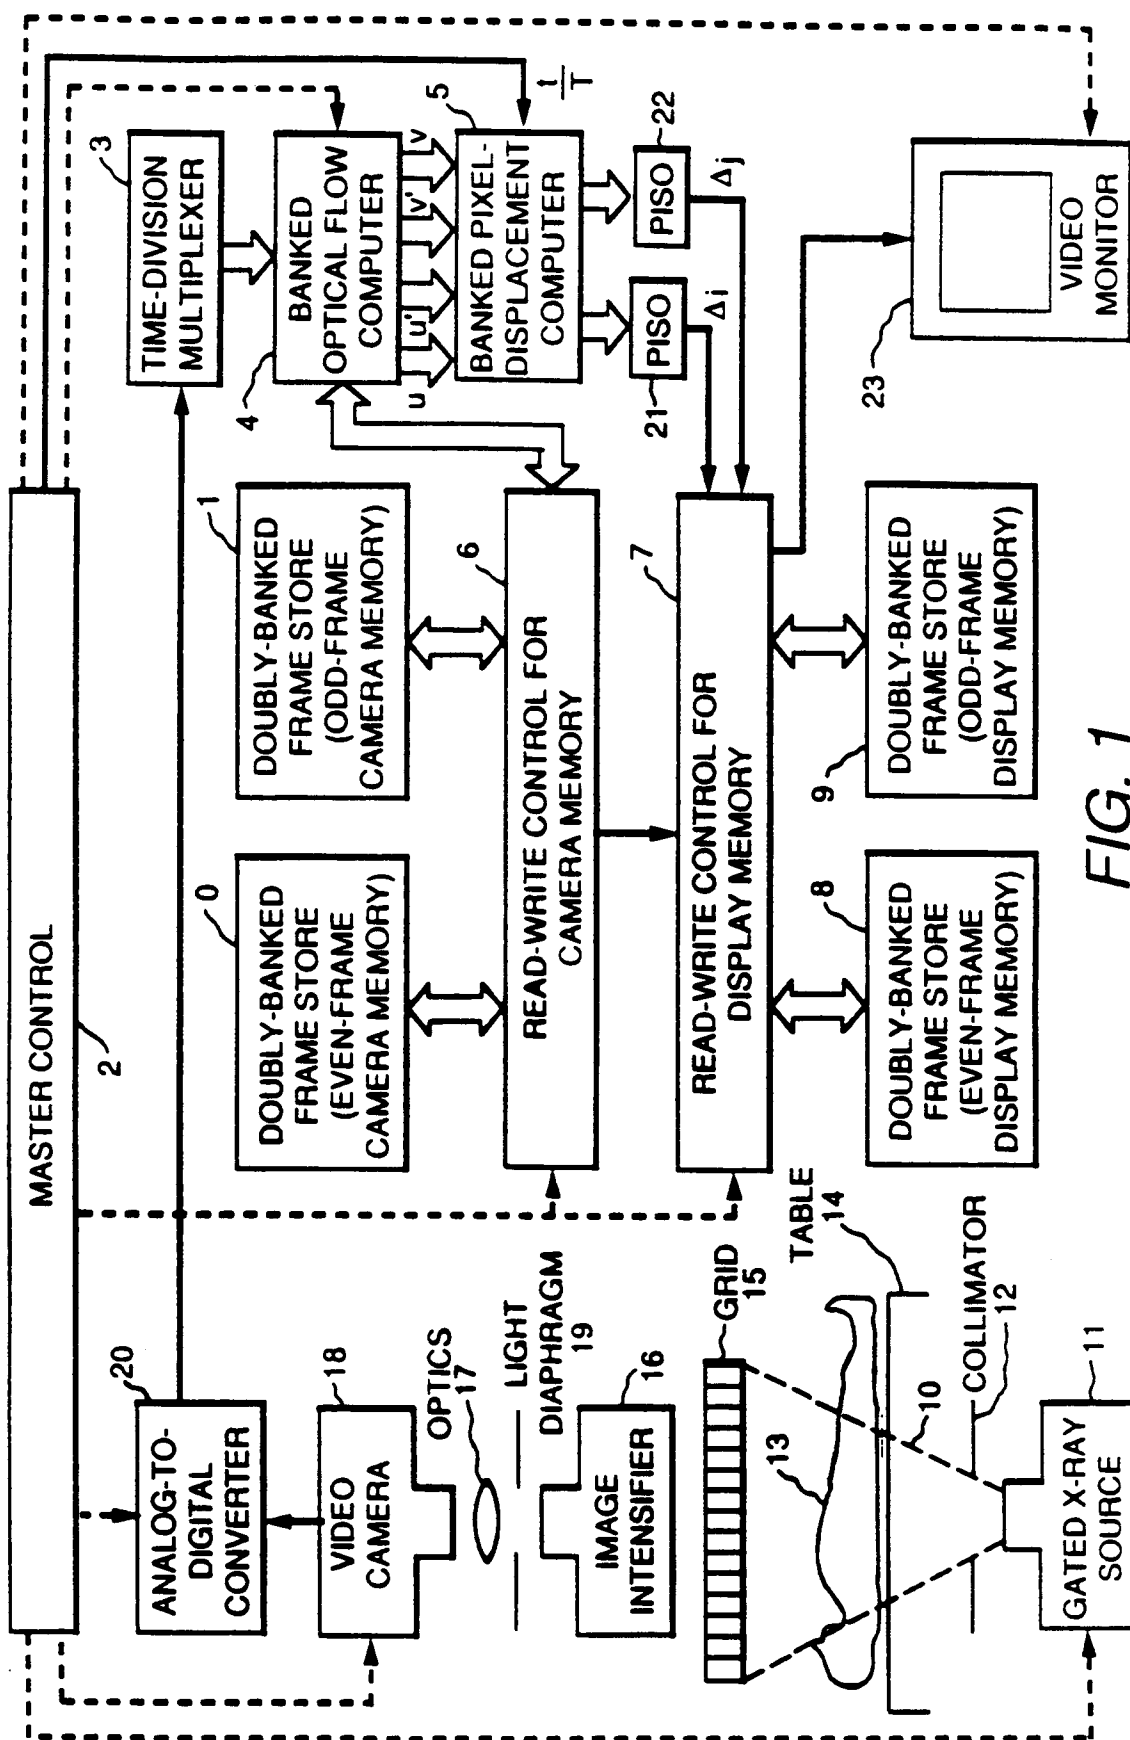 MASTER CONTROL
2
20
ANALOG-TO-
DIGITAL
CONVERTER
18
VIDEO
CAMERA
OPTICS
17
LIGHT
DIAPHRAGM
19
16
IMAGE
INTENSIFIER
GRID
15
13
TABLE
14
10
COLLIMATOR
12
11
GATED X-RAY
SOURCE
0
DOUBLY-BANKED
FRAME STORE
(EVEN-FRAME
CAMERA MEMORY)
1
DOUBLY-BANKED
FRAME STORE
(ODD-FRAME
CAMERA MEMORY)
6
READ-WRITE CONTROL FOR
CAMERA MEMORY
7
READ-WRITE CONTROL FOR
DISPLAY MEMORY
8
DOUBLY-BANKED
FRAME STORE
(EVEN-FRAME
DISPLAY MEMORY)
9
DOUBLY-BANKED
FRAME STORE
(ODD-FRAME
DISPLAY MEMORY)
3
TIME-DIVISION
MULTIPLEXER
4
BANKED
OPTICAL FLOW
COMPUTER
u u' v' v
5
BANKED PIXEL-
DISPLACEMENT
COMPUTER
t
T
21
PISO
22
PISO
Δi
Δj
23
VIDEO
MONITOR
FIG. 1